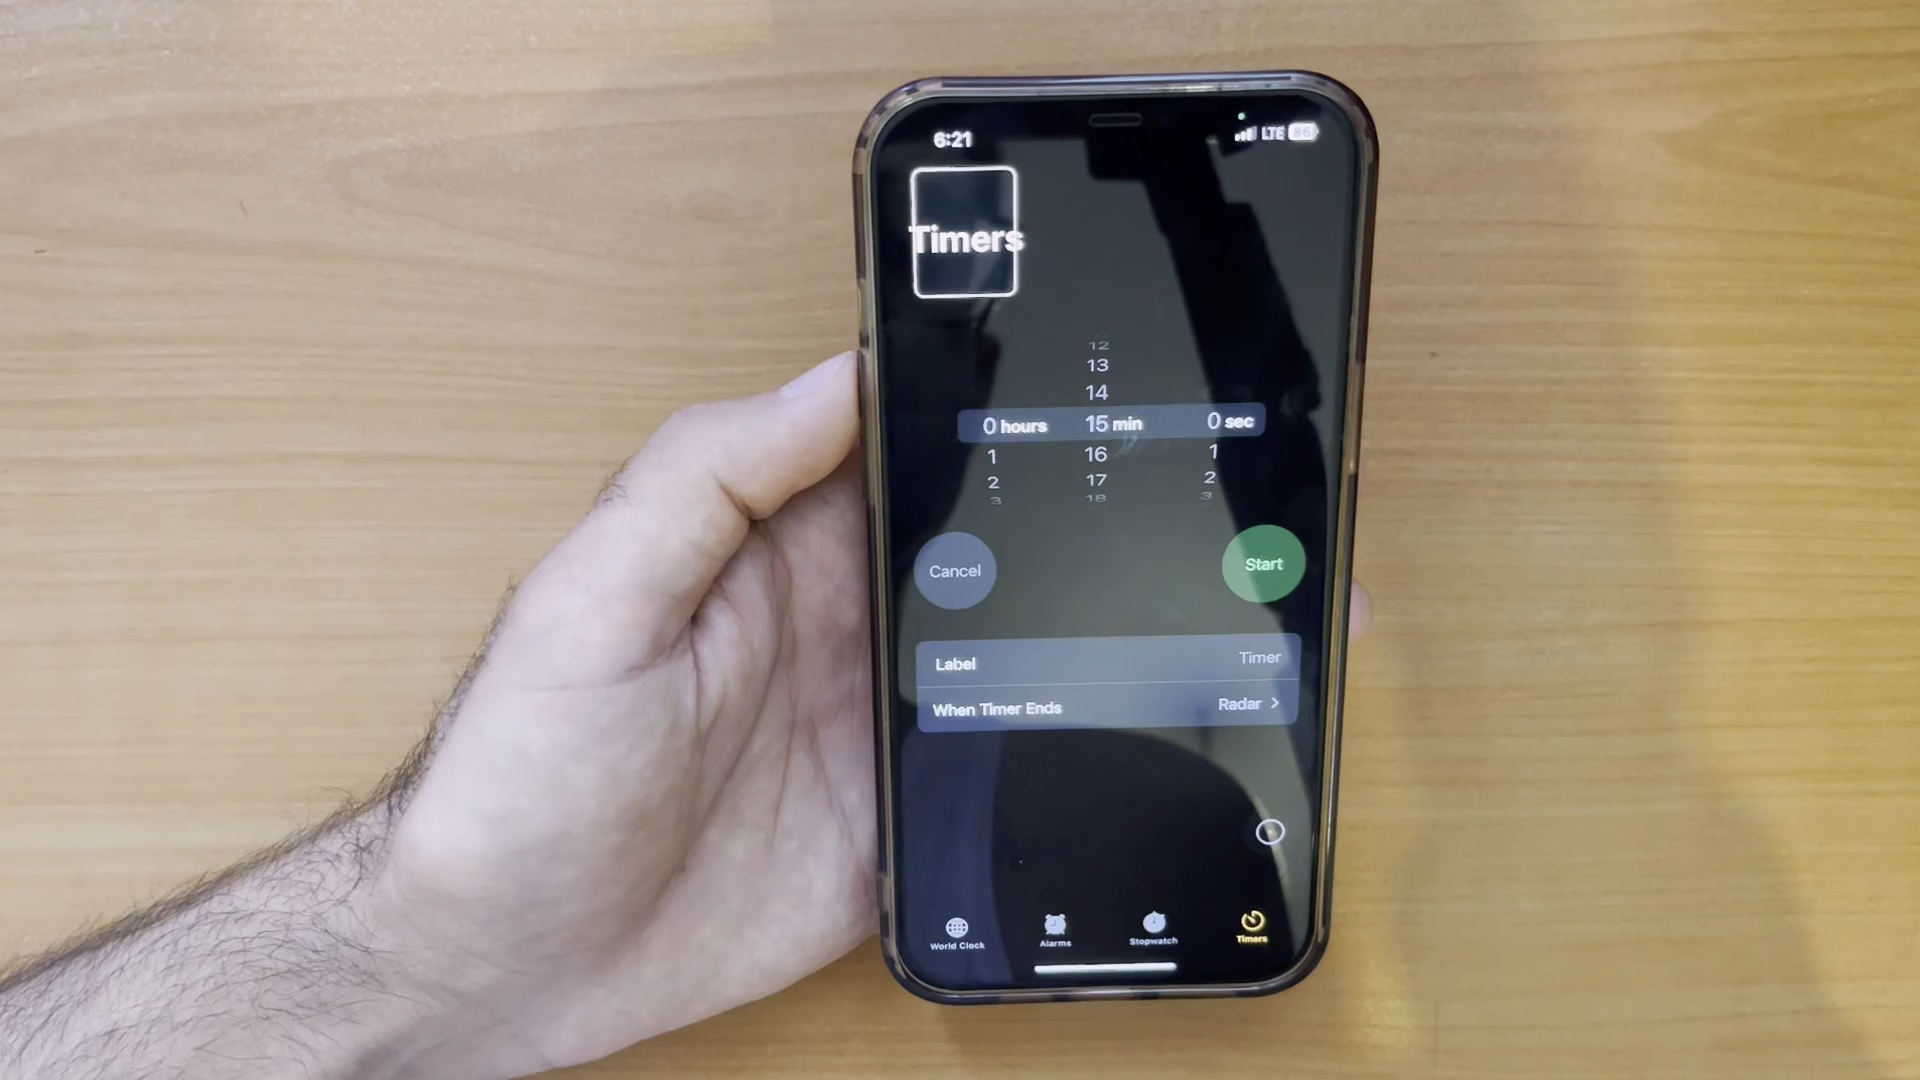 6:21 LTE 86
Timers
12
13
14
0 hours 15 min 0 sec
1 16 1
2 17 2
3 18 3
Cancel Start
Label Timer
When Timer Ends Radar
World Clock Alarms Stopwatch Timers